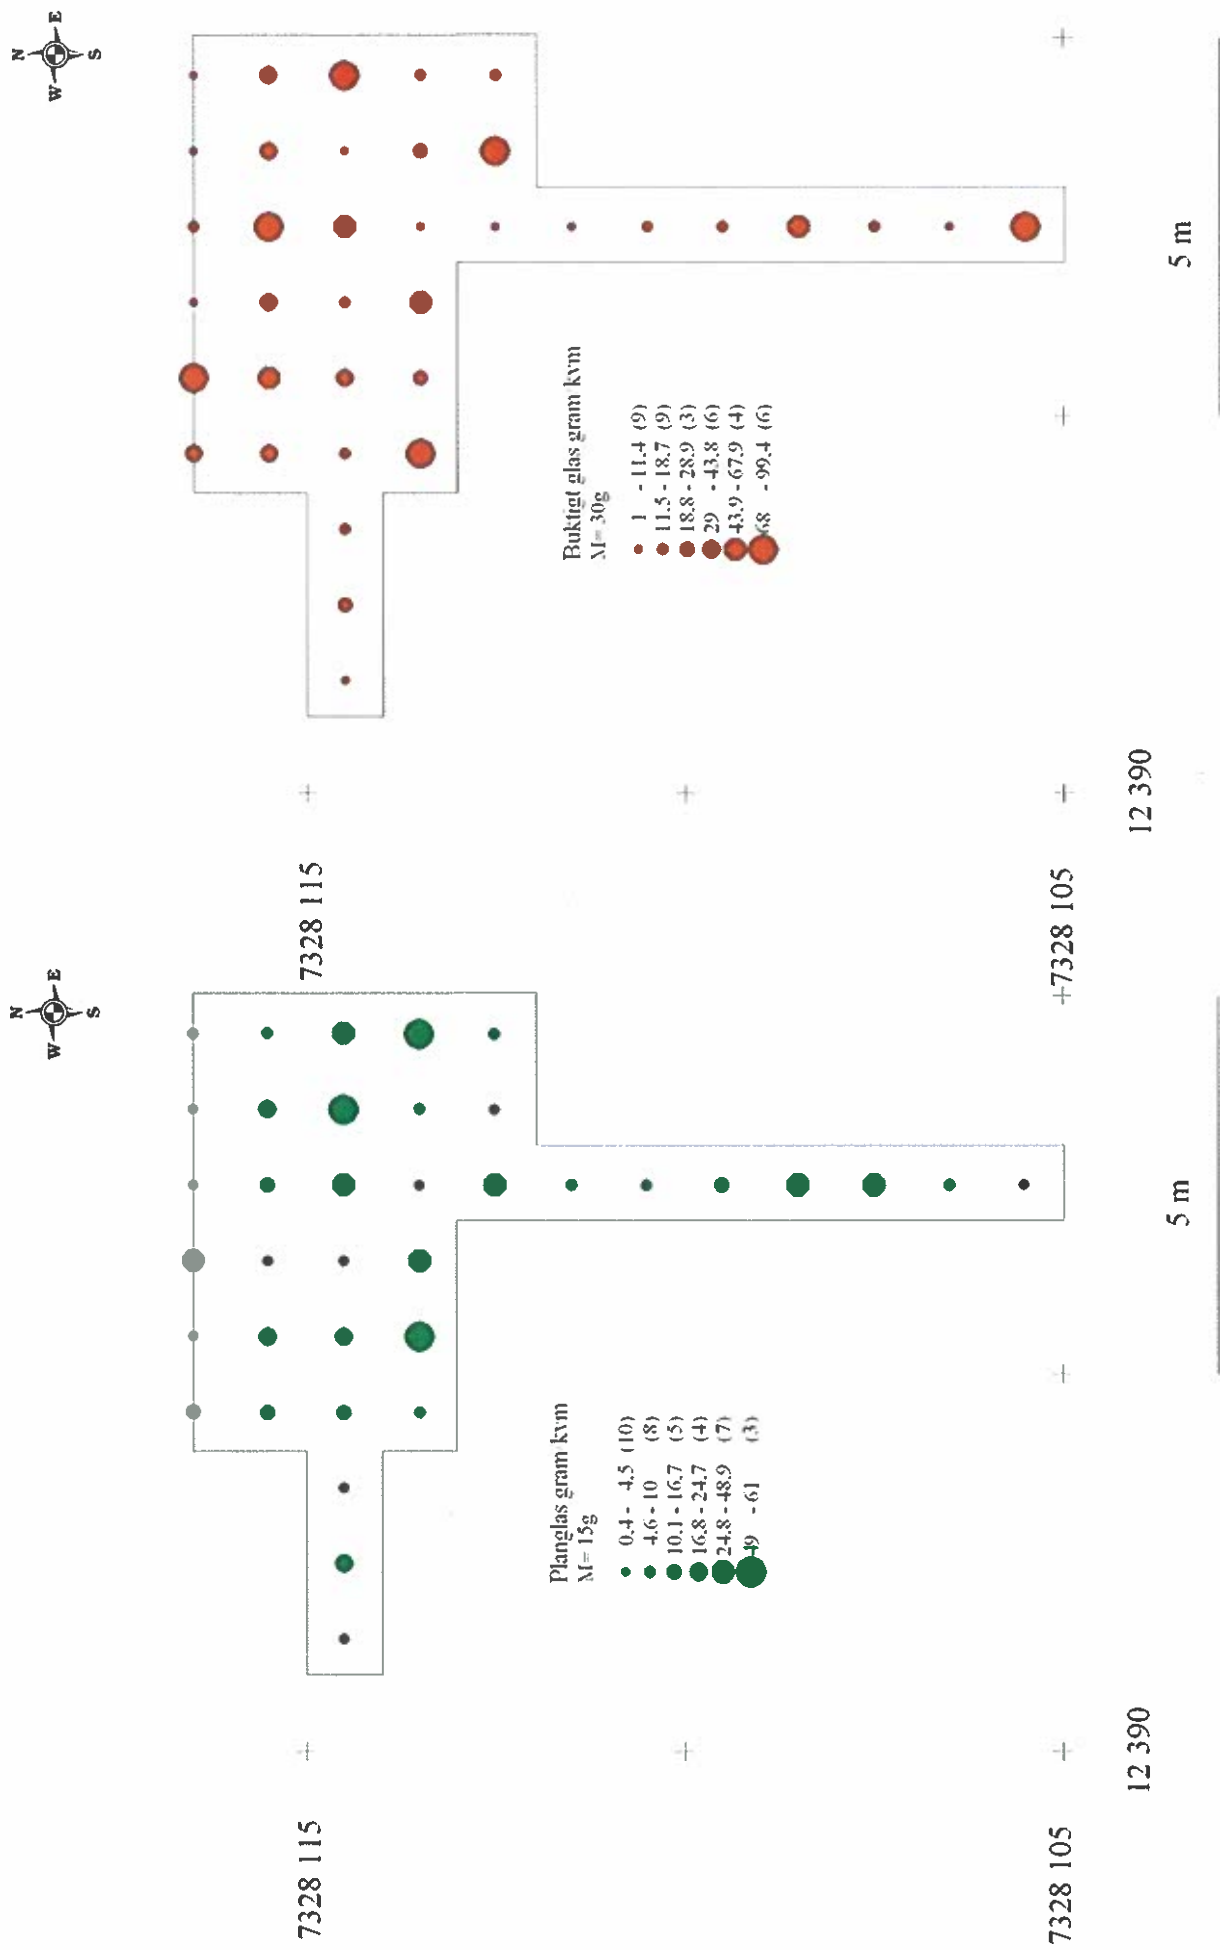 N
W
E
S
7328 115
Planglas gram/kvm
M= 15g
0.4 - 4.5 (10)
4.6 - 10 (8)
10.1 - 16.7 (5)
16.8 - 24.7 (4)
24.8 - 48.9 (7)
49 - 61 (3)
7328 105
12 390
5 m
N
W
E
S
7328 115
Buktigt glas gram/kvm
M= 30g
1 - 11.4 (9)
11.5 - 18.7 (9)
18.8 - 28.9 (3)
29 - 43.8 (6)
43.9 - 67.9 (4)
68 - 99.4 (6)
7328 105
12 390
5 m